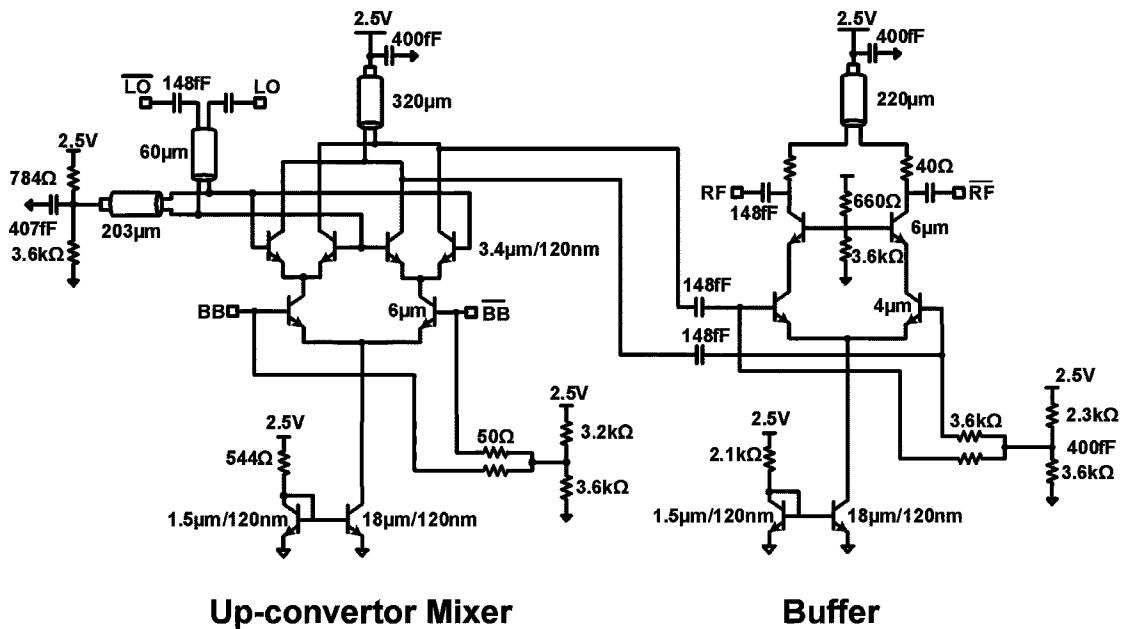 2.5V
400fF
320µm
LO
148fF
LO
60µm
2.5V
784Ω
407fF
3.6kΩ
203µm
3.4µm/120nm
BB
6µm
BB
2.5V
544Ω
1.5µm/120nm
18µm/120nm
50Ω
2.5V
3.2kΩ
3.6kΩ
Up-convertor Mixer
2.5V
400fF
220µm
40Ω
RF
148fF
660Ω
RF
6µm
3.6kΩ
148fF
4µm
148fF
2.5V
2.3kΩ
3.6kΩ
400fF
3.6kΩ
2.5V
2.1kΩ
1.5µm/120nm
18µm/120nm
Buffer